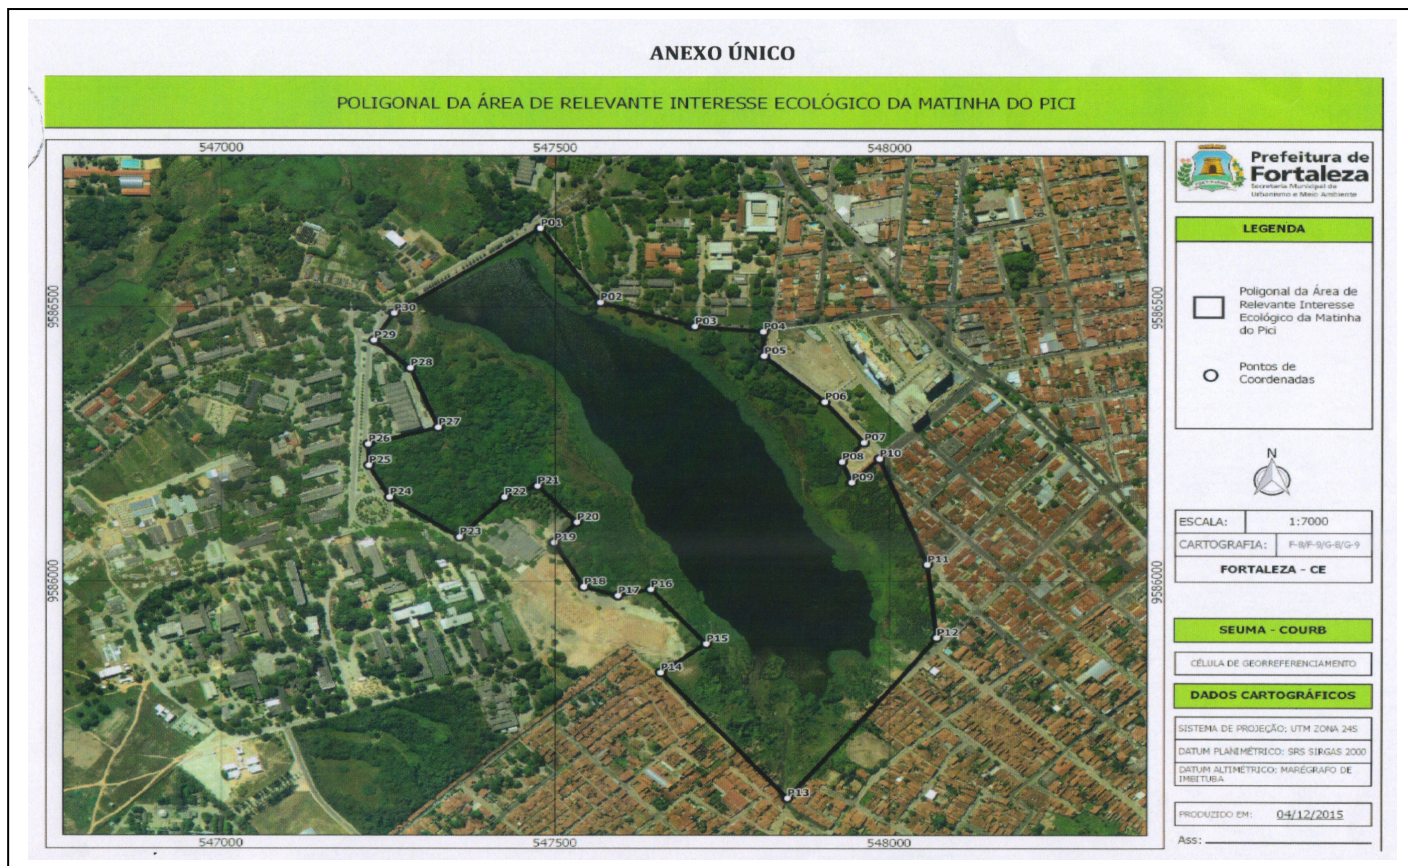 ANEXO ÚNICO
POLIGONAL DA ÁREA DE RELEVANTE INTERESSE ECOLÓGICO DA MATINHA DO PICI
547000
547500
548000
9586500
9586000
P01
P02
P03
P04
P05
P06
P07
P08
P09
P10
P11
P12
P13
P14
P15
P16
P17
P18
P19
P20
P21
P22
P23
P24
P25
P26
P27
P28
P29
P30
9586500
9586000
547000
547500
548000
Prefeitura de
Fortaleza
Secretaria Municipal de
Urbanismo e Meio Ambiente
LEGENDA
Poligonal da Área de
Relevante Interesse
Ecológico da Matinha
do Pici
Pontos de
Coordenadas
N
ESCALA: 1:7000
CARTOGRAFIA: F-8/F-9/G-8/G-9
FORTALEZA - CE
SEUMA - COURB
CÉLULA DE GEORREFERENCIAMENTO
DADOS CARTOGRÁFICOS
SISTEMA DE PROJEÇÃO: UTM ZONA 24S
DATUM PLANIMÉTRICO: SRS SIRGAS 2000
DATUM ALTIMÉTRICO: MARÉGRAFO DE
IMBITUBA
PRODUZIDO EM: 04/12/2015
Ass: